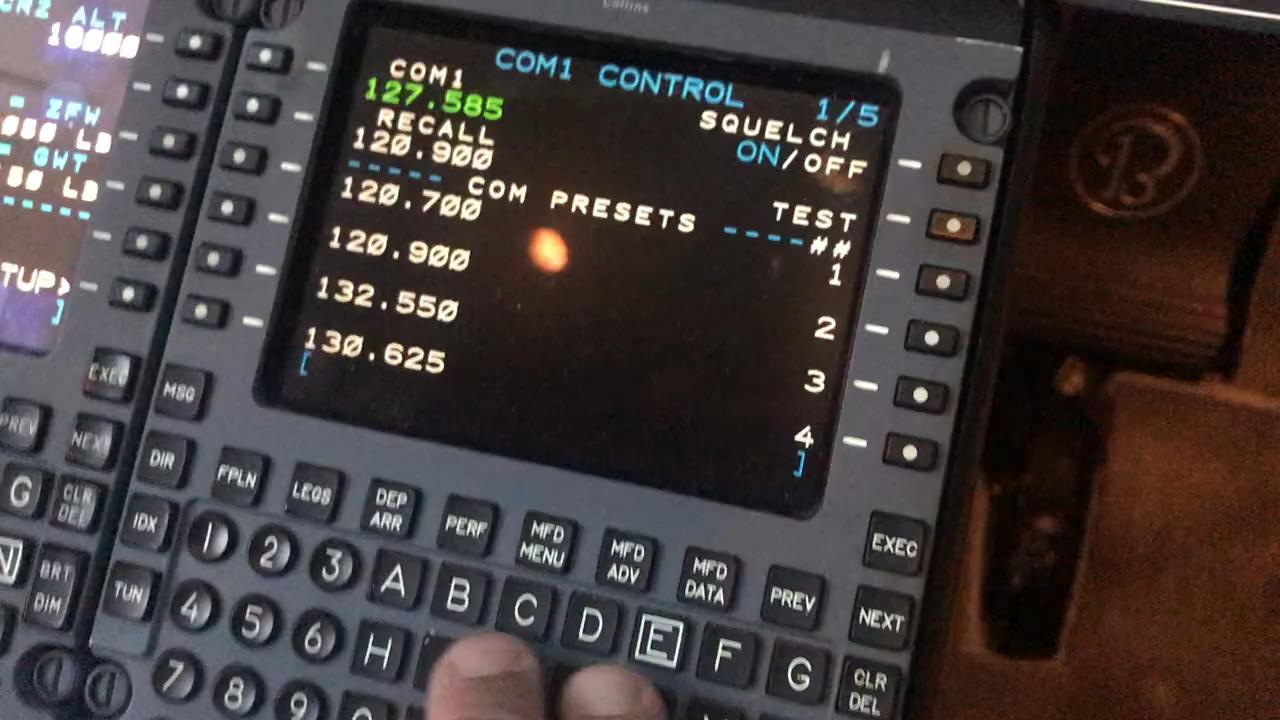 Collins
ALT
10000
COM1 CONTROL 1/5
COM1
127.585
SQUELCH
RECALL
ON/OFF
120.900
----- COM PRESETS ----##
TEST
120.700 1
120.900 2
132.550 3
130.625 4
[ ]
= ZFW
LB
= GWT
LB
TUP>
]
EXEC
MSG
PREV
NEXT
DIR
FPLN
LEGS
DEP ARR
PERF
MFD MENU
MFD ADV
MFD DATA
PREV
NEXT
EXEC
G
CLR DEL
IDX
TUN
BRT DIM
N
1 2 3 A B C D E F G
4 5 6 H
7 8 9
CLR DEL
B